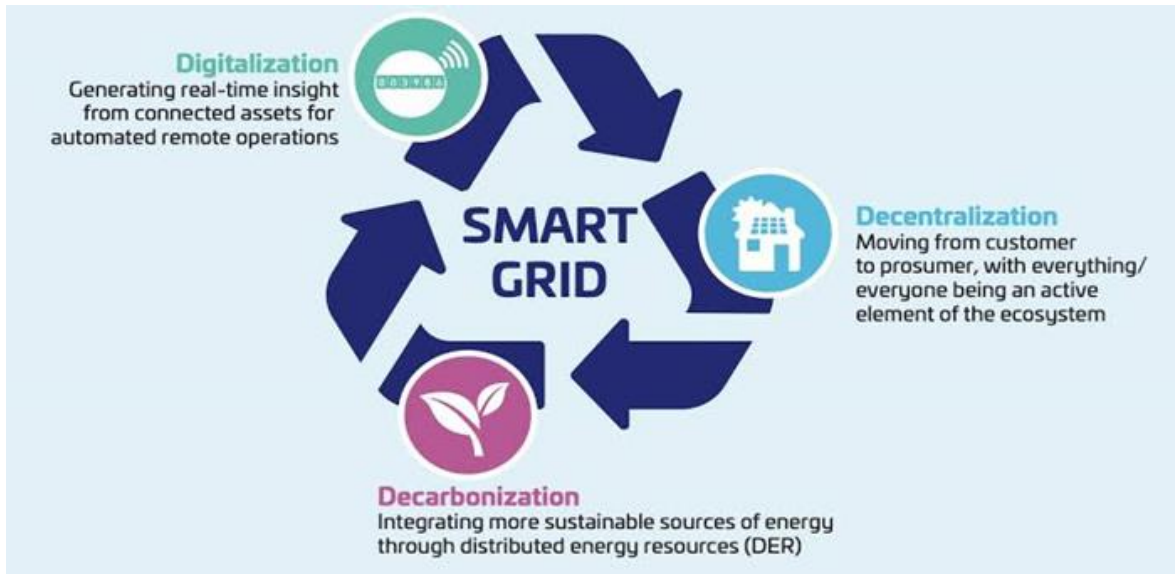 Digitalization
Generating real-time insight
from connected assets for
automated remote operations
SMART
GRID
Decentralization
Moving from customer
to prosumer, with everything/
everyone being an active
element of the ecosystem
Decarbonization
Integrating more sustainable sources of energy
through distributed energy resources (DER)